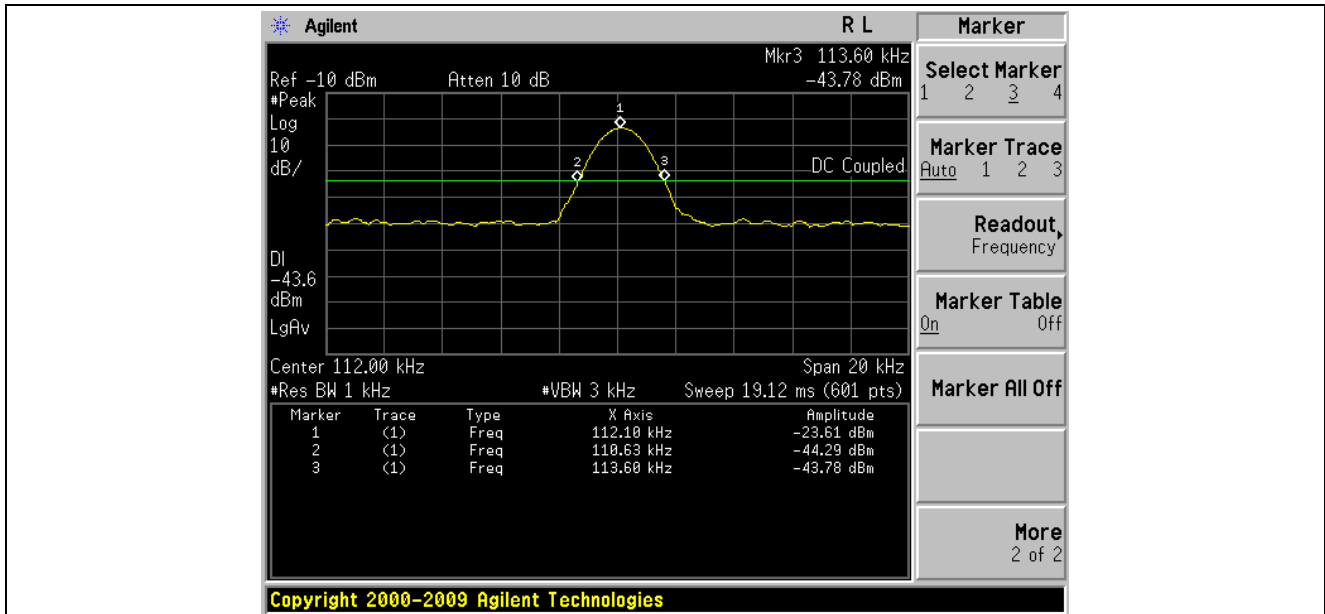 Agilent R L
Mkr3 113.60 kHz
Ref -10 dBm Atten 10 dB -43.78 dBm
#Peak
Log
10
dB/
1
2
3
DC Coupled
DI
-43.6
dBm
LgAv
Center 112.00 kHz Span 20 kHz
#Res BW 1 kHz #VBW 3 kHz Sweep 19.12 ms (601 pts)
Marker Trace Type X Axis Amplitude
1 (1) Freq 112.10 kHz -23.61 dBm
2 (1) Freq 110.63 kHz -44.29 dBm
3 (1) Freq 113.60 kHz -43.78 dBm
Copyright 2000-2009 Agilent Technologies
Marker
Select Marker
1 2 3 4
Marker Trace
Auto 1 2 3
Readout
Frequency
Marker Table
On Off
Marker All Off
More
2 of 2